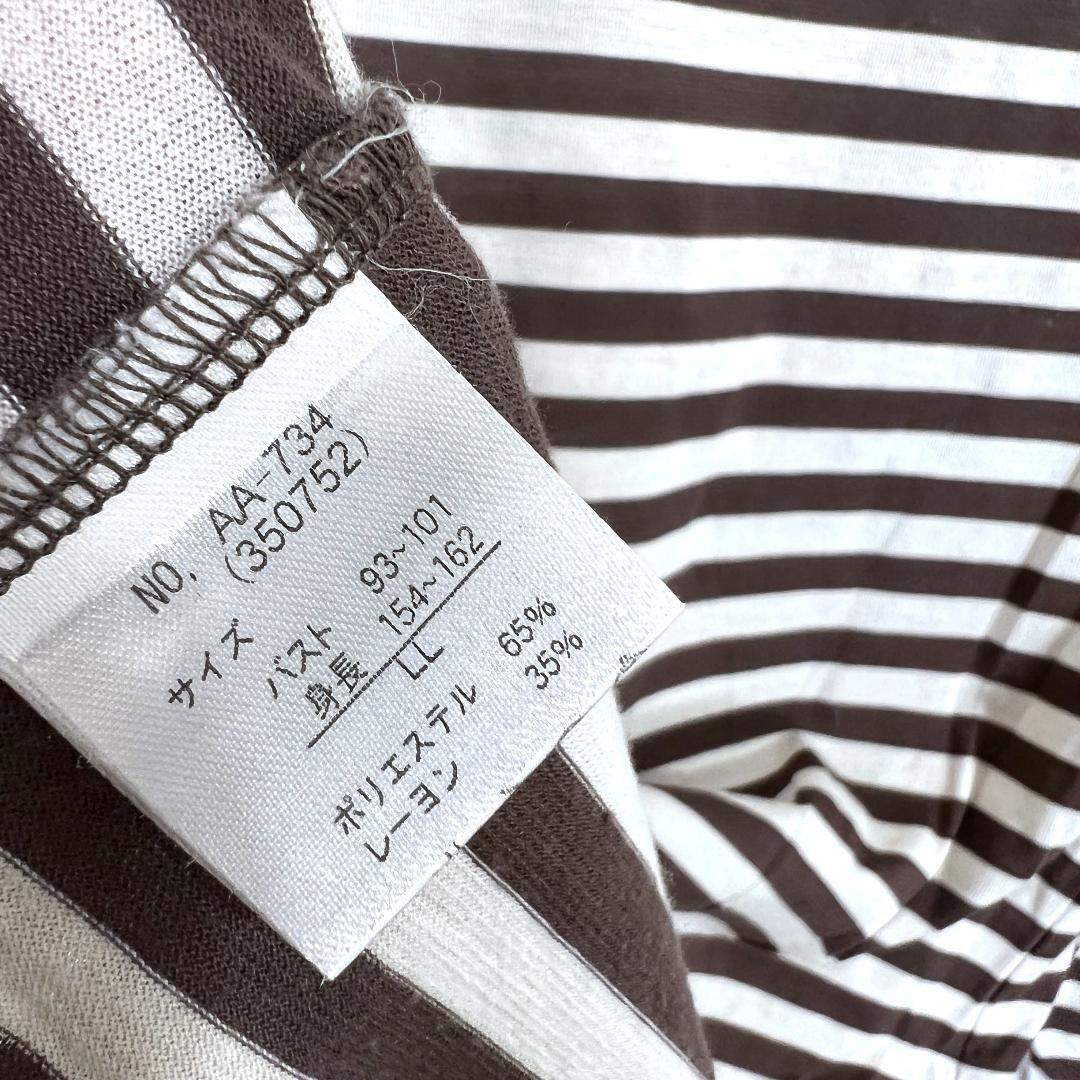 NO. AA-734
(350752)
サイズ
バスト 93~101
身長 154~162
LL
ポリエステル 65%
レーヨン 35%